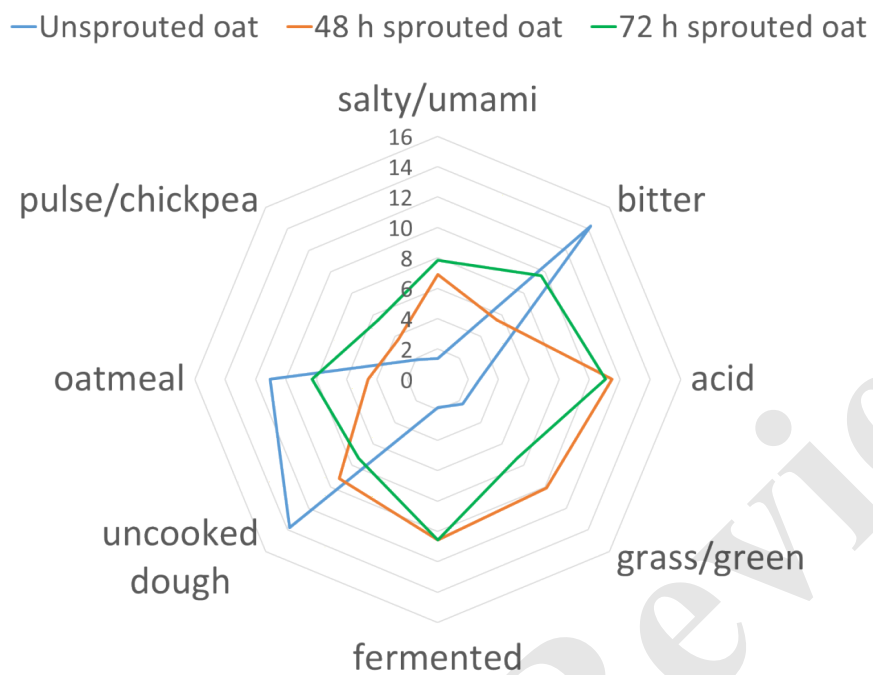 Unsprouted oat 48 h sprouted oat 72 h sprouted oat
salty/umami
16
14
12
10
8
6
4
2
0
bitter
acid
grass/green
fermented
uncooked
dough
oatmeal
pulse/chickpea
Revie